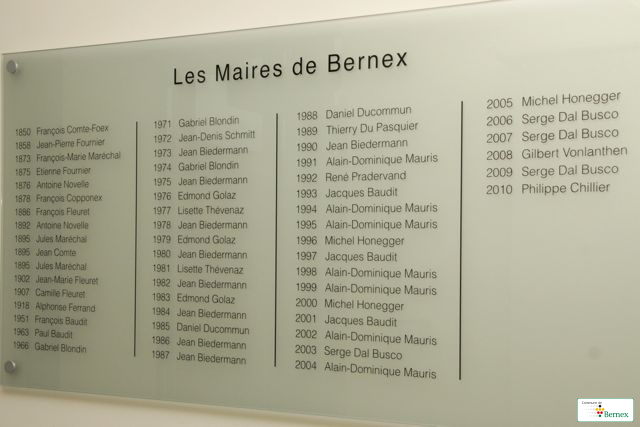 Les Maires de Bernex
1850 François Comte-Foex
1858 Jean-Pierre Fournier
1873 François-Marie Maréchal
1875 Etienne Fournier
1876 Antoine Novelle
1878 François Copponex
1886 François Fleuret
1892 Antoine Novelle
1895 Jules Maréchal
1895 Jean Comte
1895 Jules Maréchal
1902 Jean-Marie Fleuret
1907 Camille Fleuret
1918 Alphonse Ferrand
1951 François Baudit
1963 Paul Baudit
1966 Gabriel Blondin
1971 Gabriel Blondin
1972 Jean-Denis Schmitt
1973 Jean Biedermann
1974 Gabriel Blondin
1975 Jean Biedermann
1976 Edmond Golaz
1977 Lisette Thévenaz
1978 Jean Biedermann
1979 Edmond Golaz
1980 Jean Biedermann
1981 Lisette Thévenaz
1982 Jean Biedermann
1983 Edmond Golaz
1984 Jean Biedermann
1985 Daniel Ducommun
1986 Jean Biedermann
1987 Jean Biedermann
1988 Daniel Ducommun
1989 Thierry Du Pasquier
1990 Jean Biedermann
1991 Alain-Dominique Mauris
1992 René Pradervand
1993 Jacques Baudit
1994 Alain-Dominique Mauris
1995 Alain-Dominique Mauris
1996 Michel Honegger
1997 Jacques Baudit
1998 Alain-Dominique Mauris
1999 Alain-Dominique Mauris
2000 Michel Honegger
2001 Jacques Baudit
2002 Alain-Dominique Mauris
2003 Serge Dal Busco
2004 Alain-Dominique Mauris
2005 Michel Honegger
2006 Serge Dal Busco
2007 Serge Dal Busco
2008 Gilbert Vonlanthen
2009 Serge Dal Busco
2010 Philippe Chillier
Commune de
Bernex